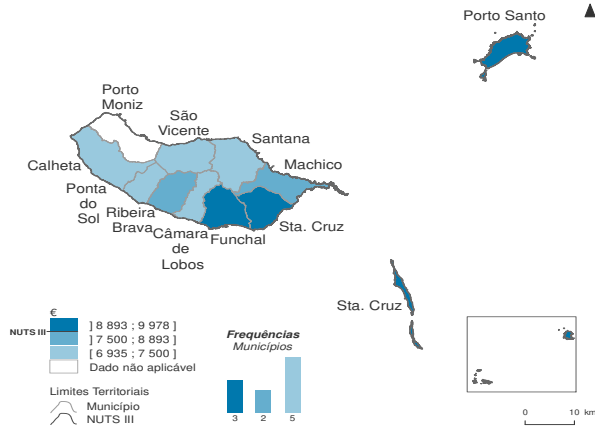 Porto Santo
Porto
Moniz
São
Vicente
Santana
Machico
Calheta
Ponta
do
Sol
Ribeira
Brava
Câmara
de
Lobos
Funchal
Sta. Cruz
Sta. Cruz
€
NUTS III
] 8 893 ; 9 978 ]
] 7 500 ; 8 893 ]
[ 6 935 ; 7 500 ]
Dado não aplicável
Limites Territoriais
Município
NUTS III
Frequências
Municípios
3 2 5
0 10 km